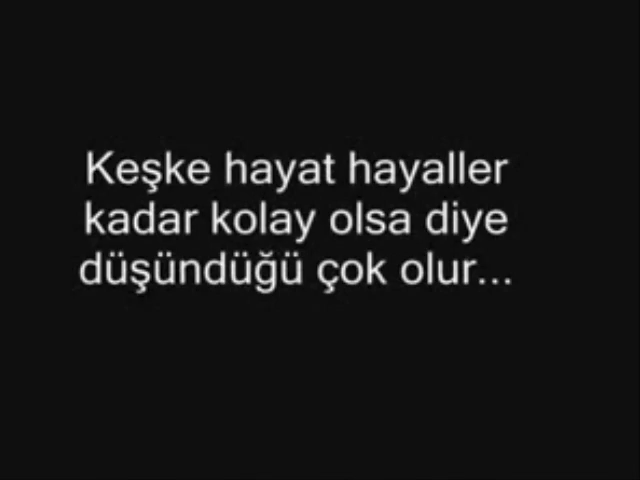 Keşke hayat hayaller
kadar kolay olsa diye
düşündüğü çok olur...